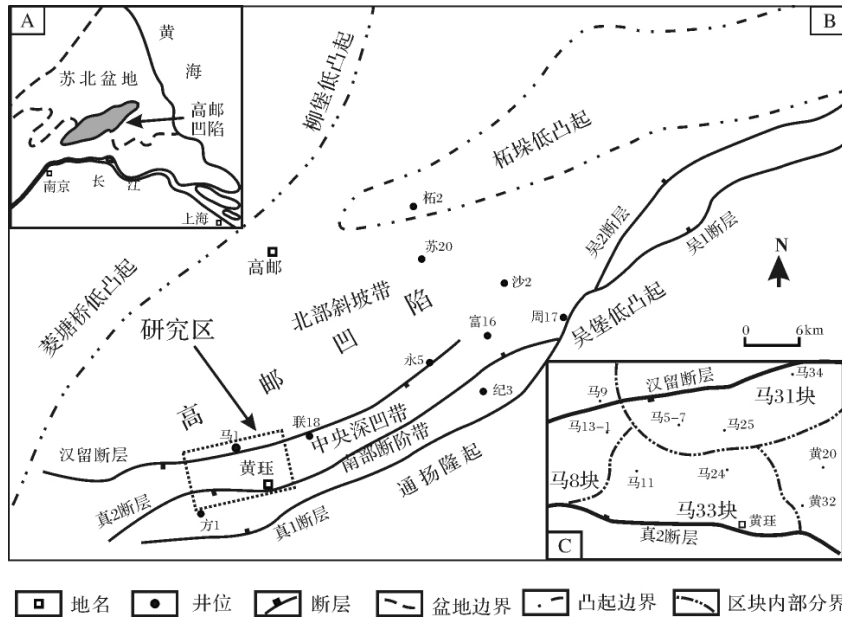 A
黄
海
苏北盆地
高邮
凹陷
南京
长
江
上海
B
柳堡低凸起
柘垛低凸起
柘2
苏20
高邮
沙2
吴2断层
吴1断层
N
0
6km
菱塘桥低凸起
研究区
北部斜坡带
高
邮
凹
陷
富16
周17
吴堡低凸起
永5
纪3
联18
马1
汉留断层
中央深凹带
南部断阶带
通扬隆起
黄珏
真2断层
方1
真1断层
马34
马9
汉留断层
马31块
马13-1
马5-7
马25
黄20
马8块
马11
马24
黄32
马33块
黄珏
真2断层
C
地名
井位
断层
盆地边界
凸起边界
区块内部分界